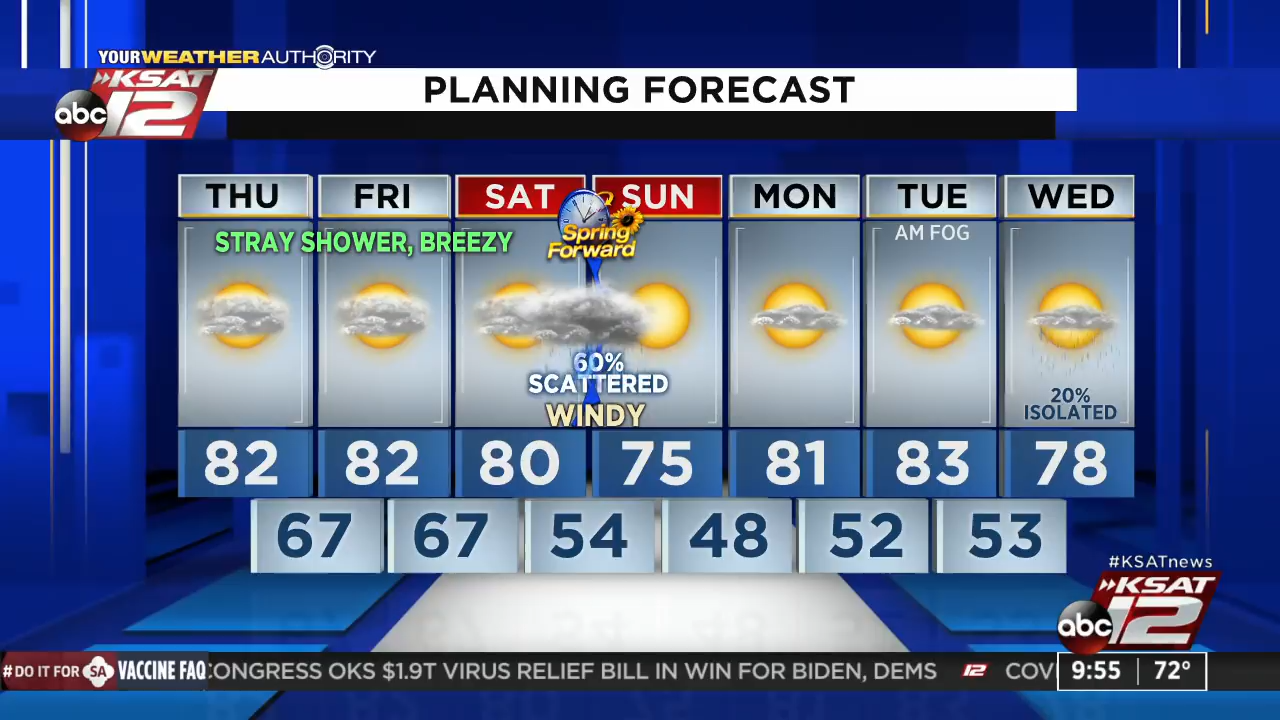 YOUR WEATHER AUTHORITY
KSAT
abc 12
PLANNING FORECAST
THU FRI SAT SUN MON TUE WED
STRAY SHOWER, BREEZY
Spring
Forward
AM FOG
60%
SCATTERED
WINDY
20%
ISOLATED
82 82 80 75 81 83 78
67 67 54 48 52 53
#KSATnews
KSAT
abc 12
#DO IT FOR SA VACCINE FAQ CONGRESS OKS $1.9T VIRUS RELIEF BILL IN WIN FOR BIDEN, DEMS 12 COV 9:55 72°